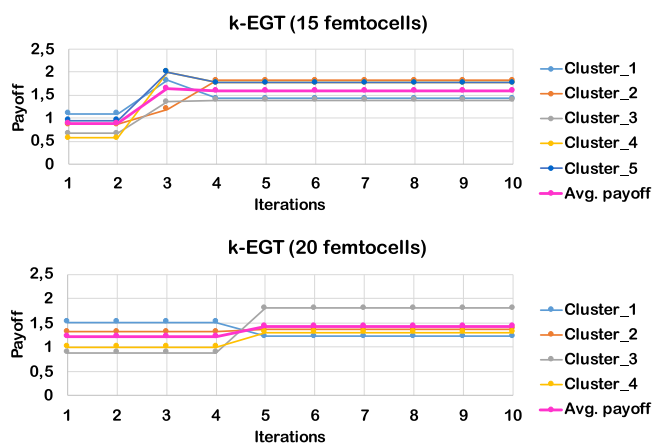 k-EGT (15 femtocells)
2,5
2
1,5
1
0,5
0
Payoff
1 2 3 4 5 6 7 8 9 10
Iterations
Cluster_1
Cluster_2
Cluster_3
Cluster_4
Cluster_5
Avg. payoff
k-EGT (20 femtocells)
2,5
2
1,5
1
0,5
0
Payoff
1 2 3 4 5 6 7 8 9 10
Iterations
Cluster_1
Cluster_2
Cluster_3
Cluster_4
Avg. payoff